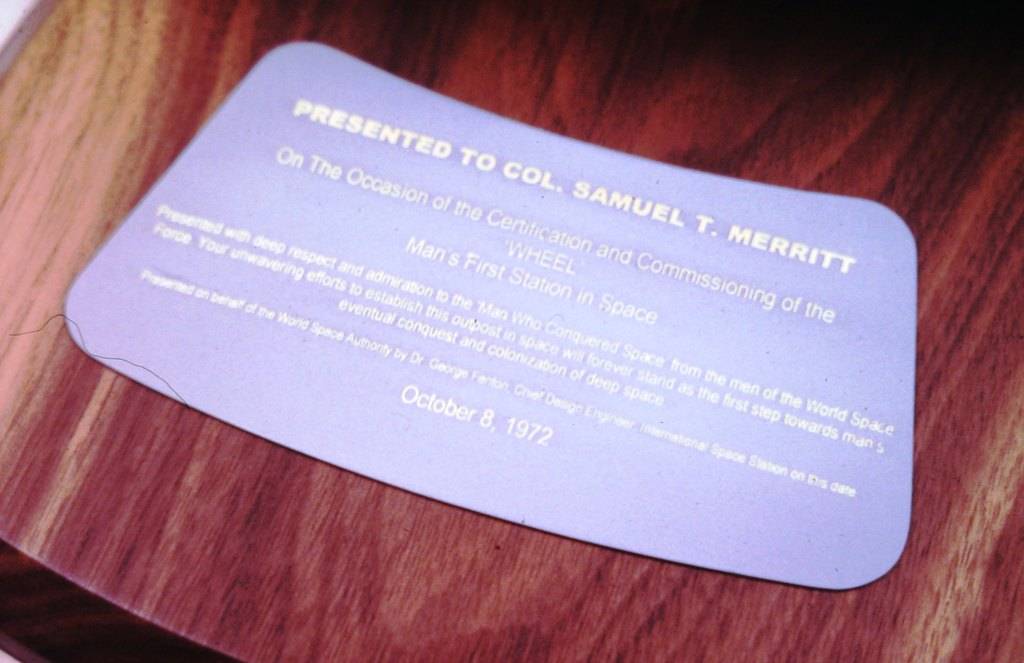 PRESENTED TO COL. SAMUEL T. MERRITT
On The Occasion of the Certification and Commissioning of the
'WHEEL'
Man's First Station in Space
'Presented with deep respect and admiration to the 'Man Who Conquered Space' from the men of the World Space
Force. Your unwavering efforts to establish this outpost in space will forever stand as the first step towards man's
eventual conquest and colonization of deep space.
'Presented on behalf of the World Space Authority by Dr. George Fenton, Chief Design Engineer, International Space Station on this date
October 8, 1972